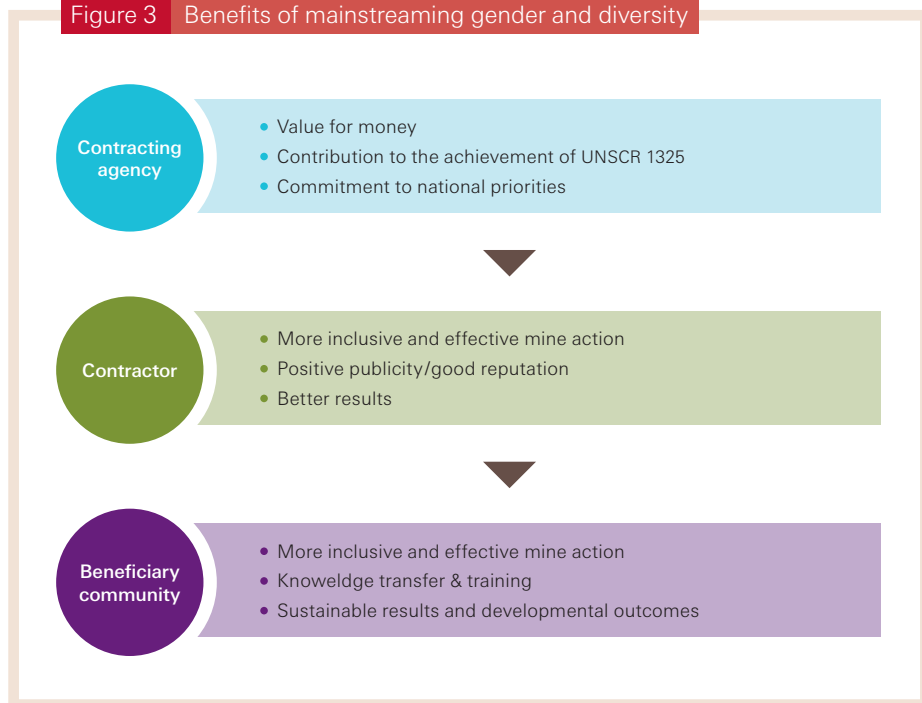 Figure 3 Benefits of mainstreaming gender and diversity
Contracting
agency
• Value for money
• Contribution to the achievement of UNSCR 1325
• Commitment to national priorities
Contractor
• More inclusive and effective mine action
• Positive publicity/good reputation
• Better results
Beneficiary
community
• More inclusive and effective mine action
• Knoweldge transfer & training
• Sustainable results and developmental outcomes